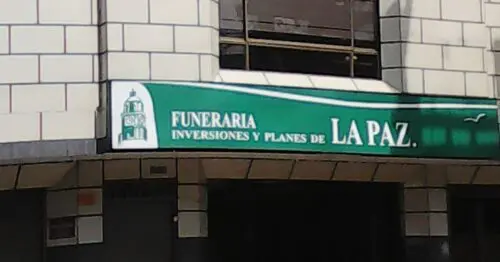 FUNERARIA
INVERSIONES Y PLANES DE LA PAZ.